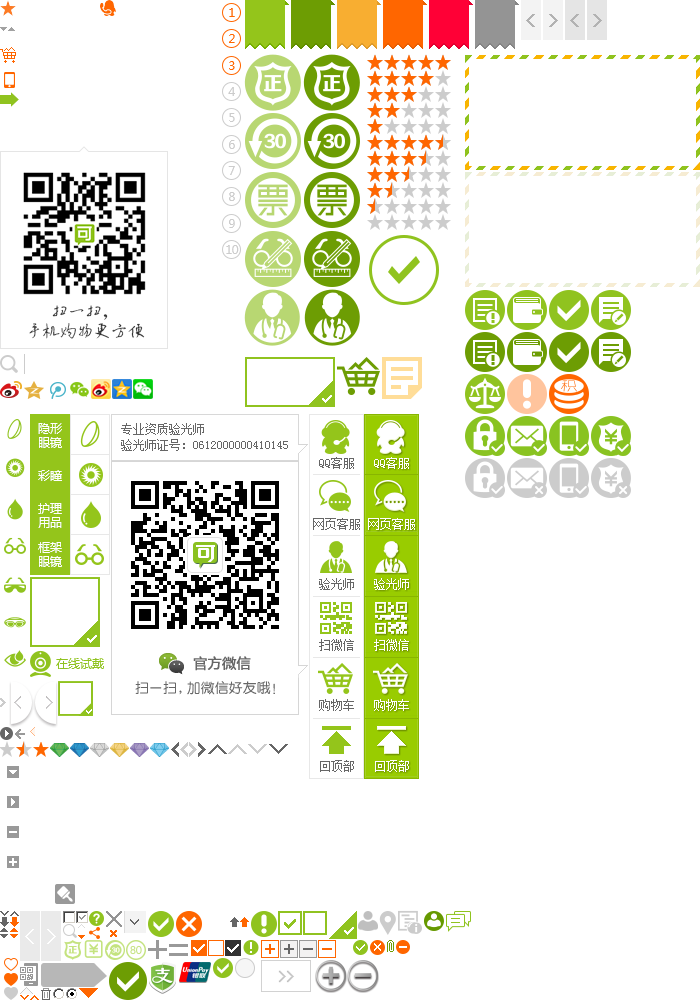 1
2
3
4
5
6
7
8
9
10
正
正
30
30
票
票
可
扫一扫，
手机购物更方便
积
隐形
眼镜
彩瞳
护理
用品
框架
眼镜
在线试戴
专业资质验光师
验光师证号：0612000000410145
可
官方微信
扫一扫，加微信好友哦！
QQ客服
QQ客服
网页客服
网页客服
验光师
验光师
扫微信
扫微信
购物车
购物车
回顶部
回顶部
正
¥
30
80
支
UnionPay
银联